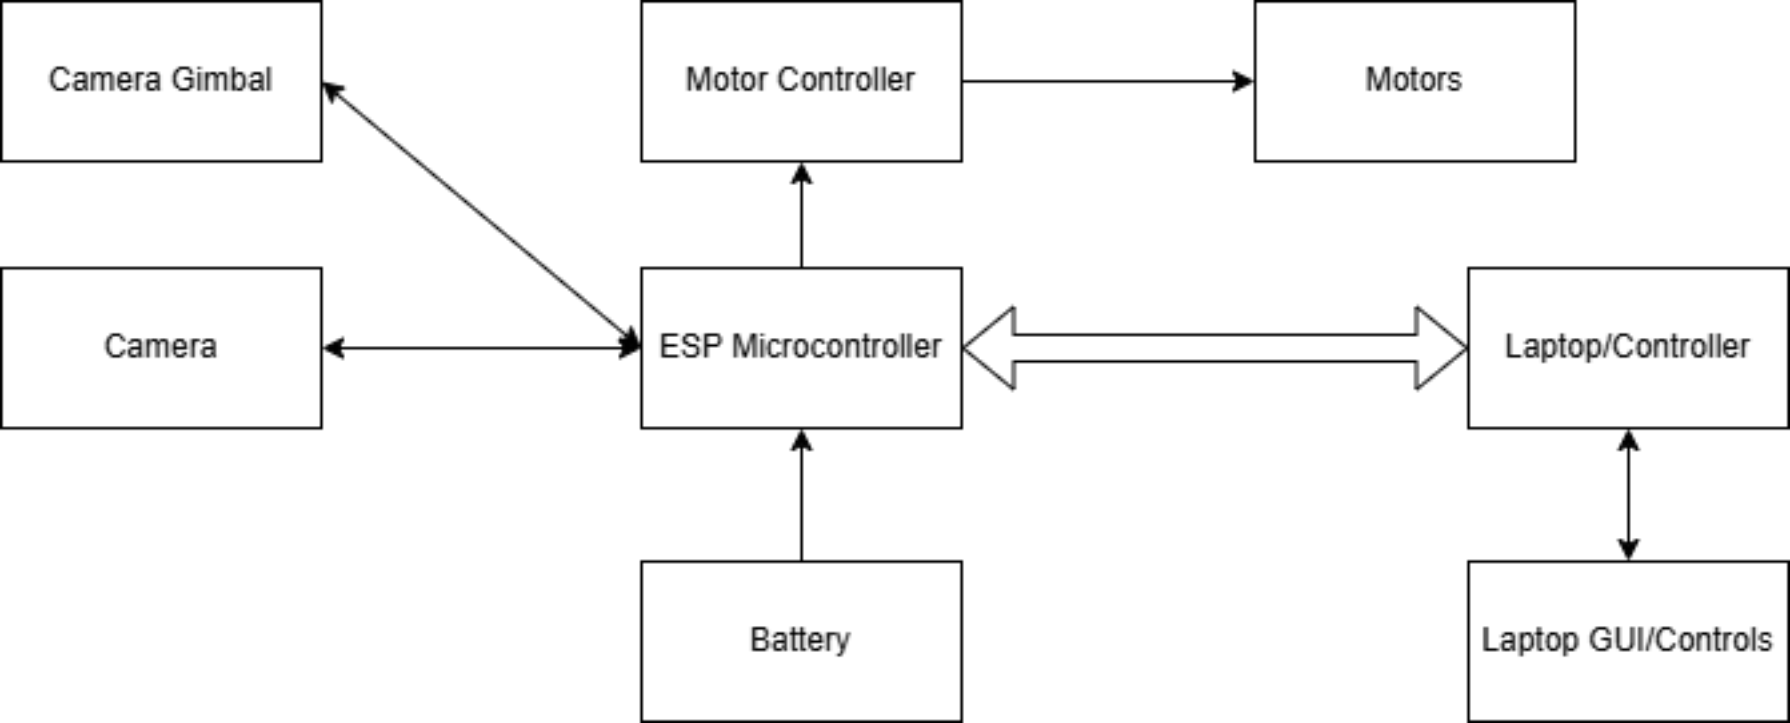 Camera Gimbal
Motor Controller
Motors
Camera
ESP Microcontroller
Laptop/Controller
Battery
Laptop GUI/Controls